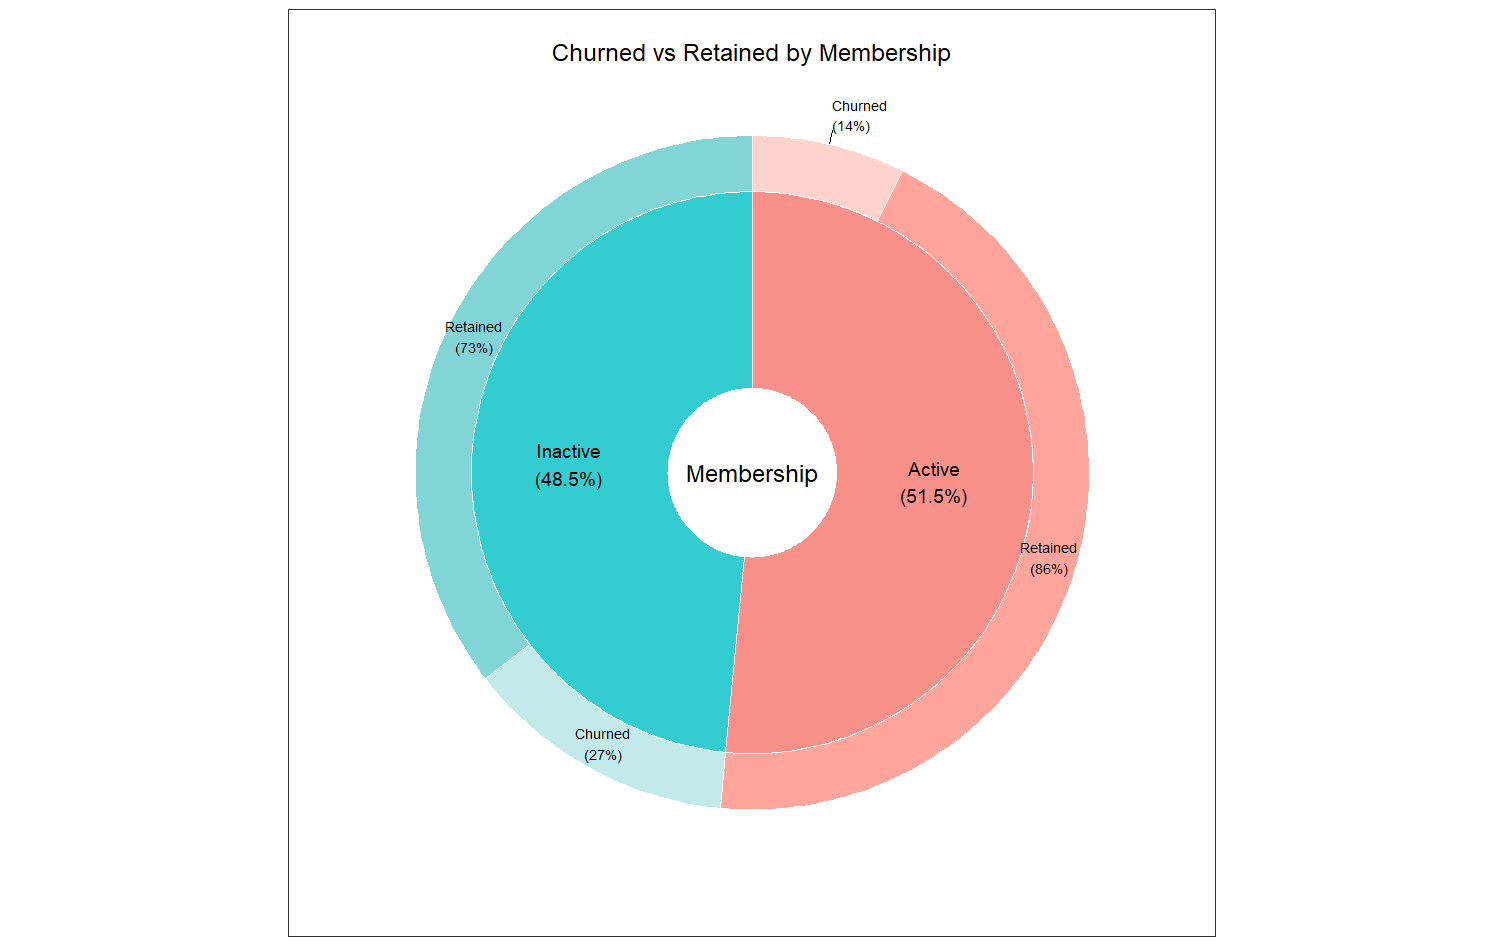 Churned vs Retained by Membership
Churned
(14%)
Retained
(73%)
Inactive
(48.5%)
Membership
Active
(51.5%)
Retained
(86%)
Churned
(27%)